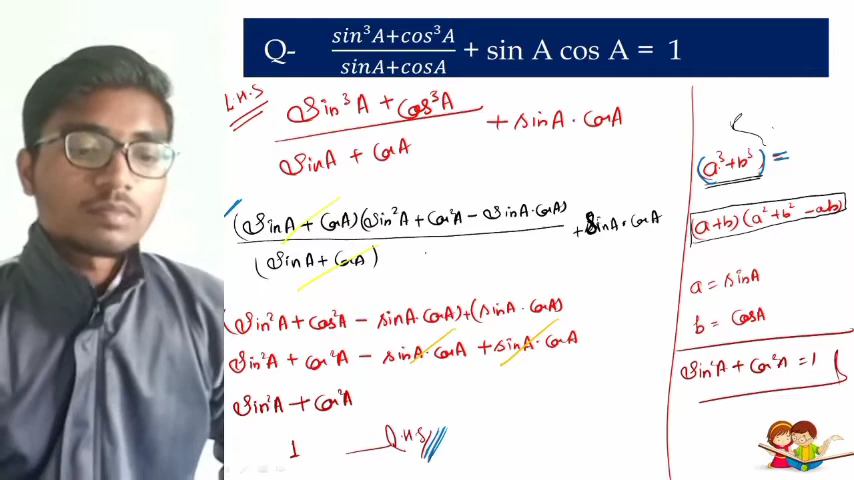 Q- sin³A+cos³A / sinA+cosA + sin A cos A = 1
L.H.S
Sin³A + Cos³A / SinA + CosA + sinA · CosA
(SinA + CosA)(Sin²A + Cos²A − SinA·CosA) / (SinA + CosA) + SinA·CosA
(Sin²A + Cos²A − sinA·CosA)+(sinA·CosA)
Sin²A + Cos²A − sinA·CosA + sinA·CosA
Sin²A + Cos²A
1 R.H.S
(a³+b³) =
(a+b)(a²+b²−ab)
a = sinA
b = CosA
Sin²A + Cos²A = 1